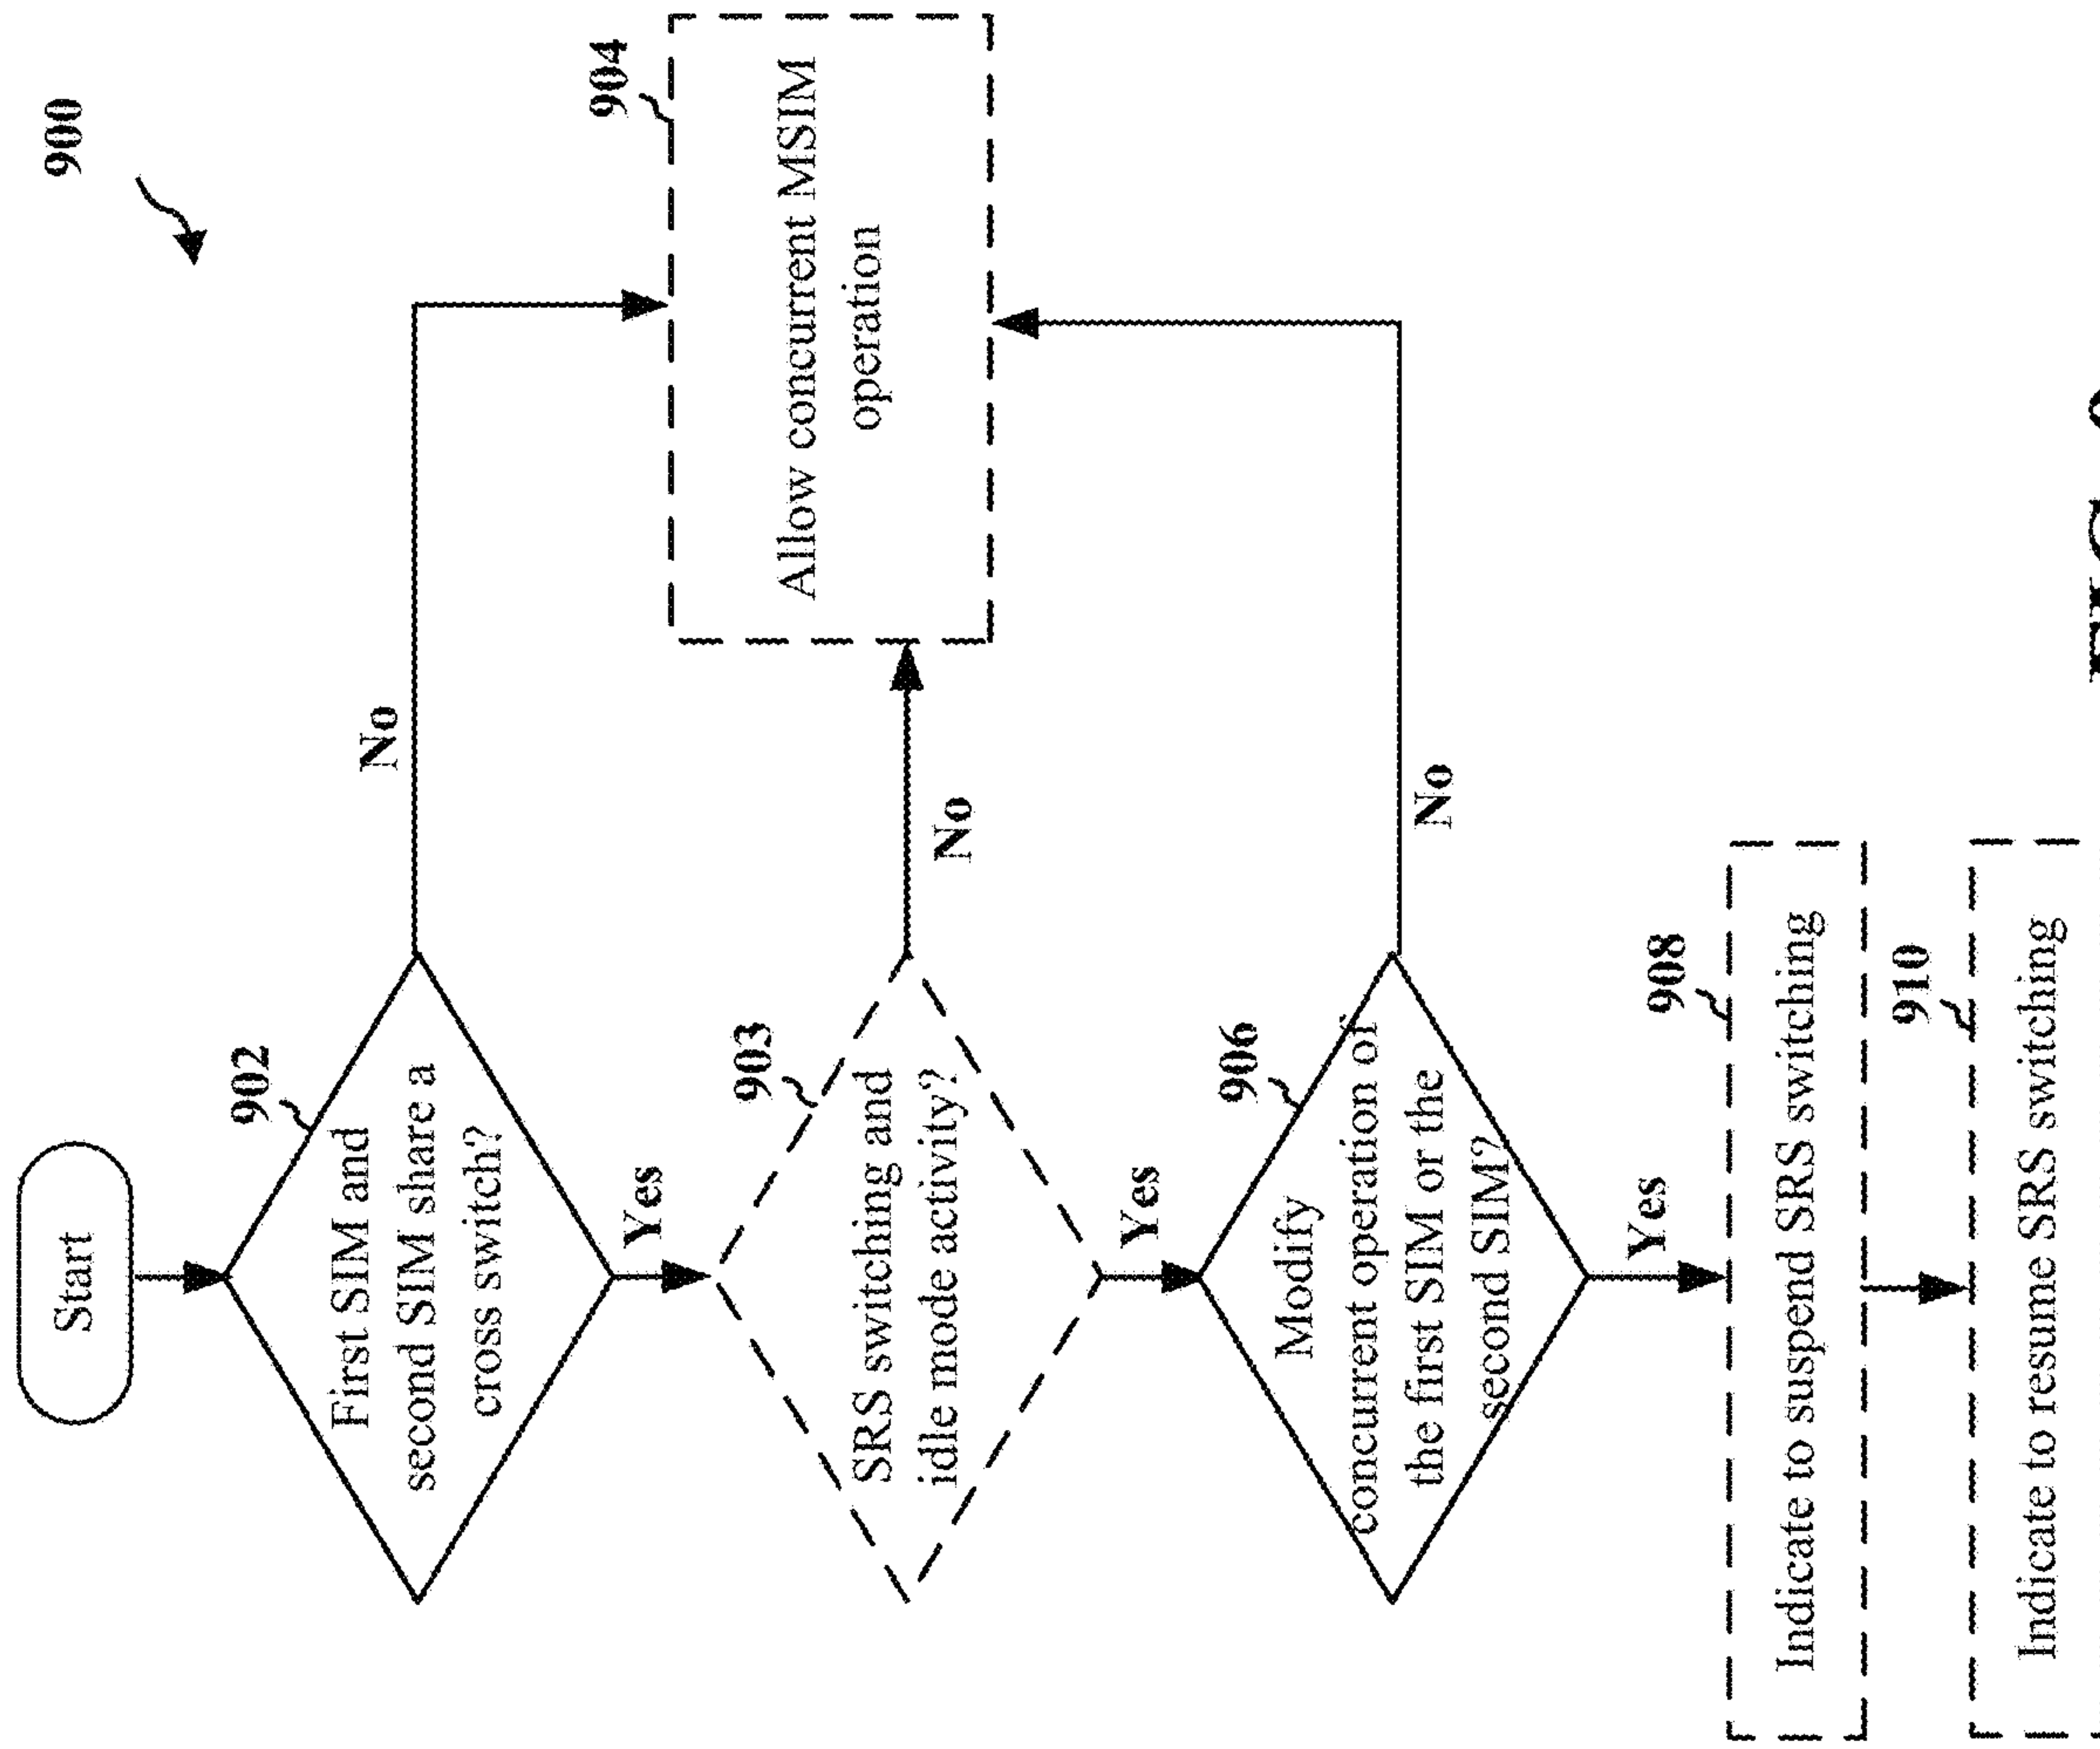 900
Start
902
First SIM and
second SIM share a
cross switch?
No
Yes
904
Allow concurrent MSIM
operation
903
SRS switching and
idle mode activity?
No
Yes
906
Modify
concurrent operation of
the first SIM or the
second SIM?
No
Yes
908
Indicate to suspend SRS switching
910
Indicate to resume SRS switching